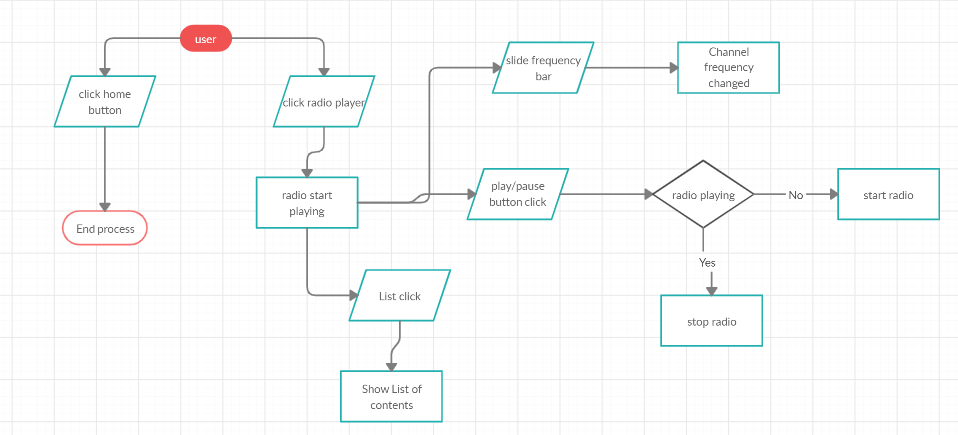 user
click home
button
click radio player
slide frequency
bar
Channel
frequency
changed
radio start
playing
play/pause
button click
radio playing
No
start radio
End process
Yes
List click
stop radio
Show List of
contents